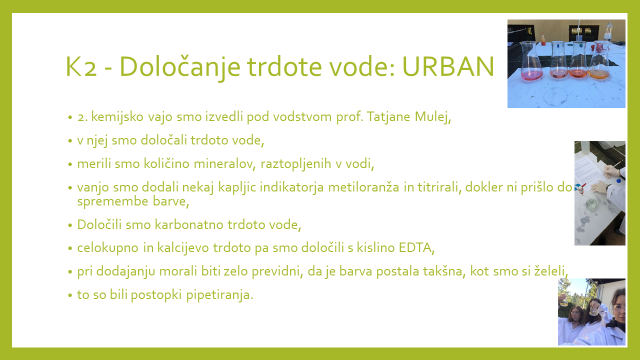 K2 - Določanje trdote vode: URBAN
• 2. kemijsko vajo smo izvedli pod vodstvom prof. Tatjane Mulej,
• v njej smo določali trdoto vode,
• merili smo količino mineralov, raztopljenih v vodi,
• vanjo smo dodali nekaj kapljic indikatorja metiloranža in titrirali, dokler ni prišlo do
spremembe barve,
• Določili smo karbonatno trdoto vode,
• celokupno in kalcijevo trdoto pa smo določili s kislino EDTA,
• pri dodajanju morali biti zelo previdni, da je barva postala takšna, kot smo si želeli,
• to so bili postopki pipetiranja.